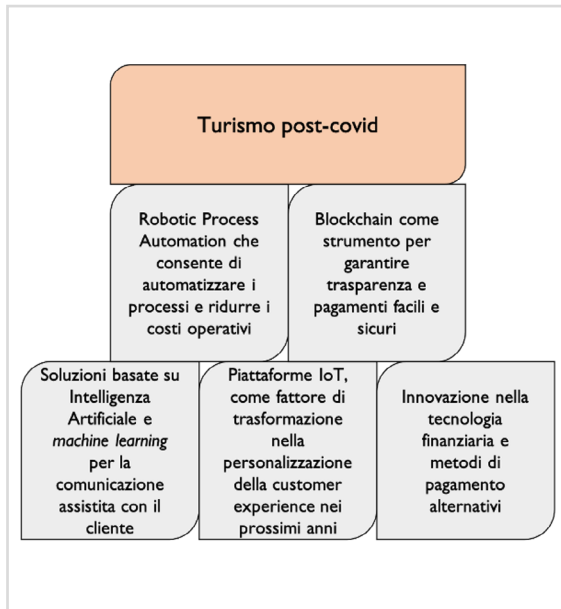 Turismo post-covid
Robotic Process
Automation che
consente di
automatizzare i
processi e ridurre i
costi operativi
Blockchain come
strumento per
garantire
trasparenza e
pagamenti facili e
sicuri
Soluzioni basate su
Intelligenza
Artificiale e
machine learning
per la
comunicazione
assistita con il
cliente
Piattaforme IoT,
come fattore di
trasformazione
nella
personalizzazione
della customer
experience nei
prossimi anni
Innovazione nella
tecnologia
finanziaria e
metodi di
pagamento
alternativi